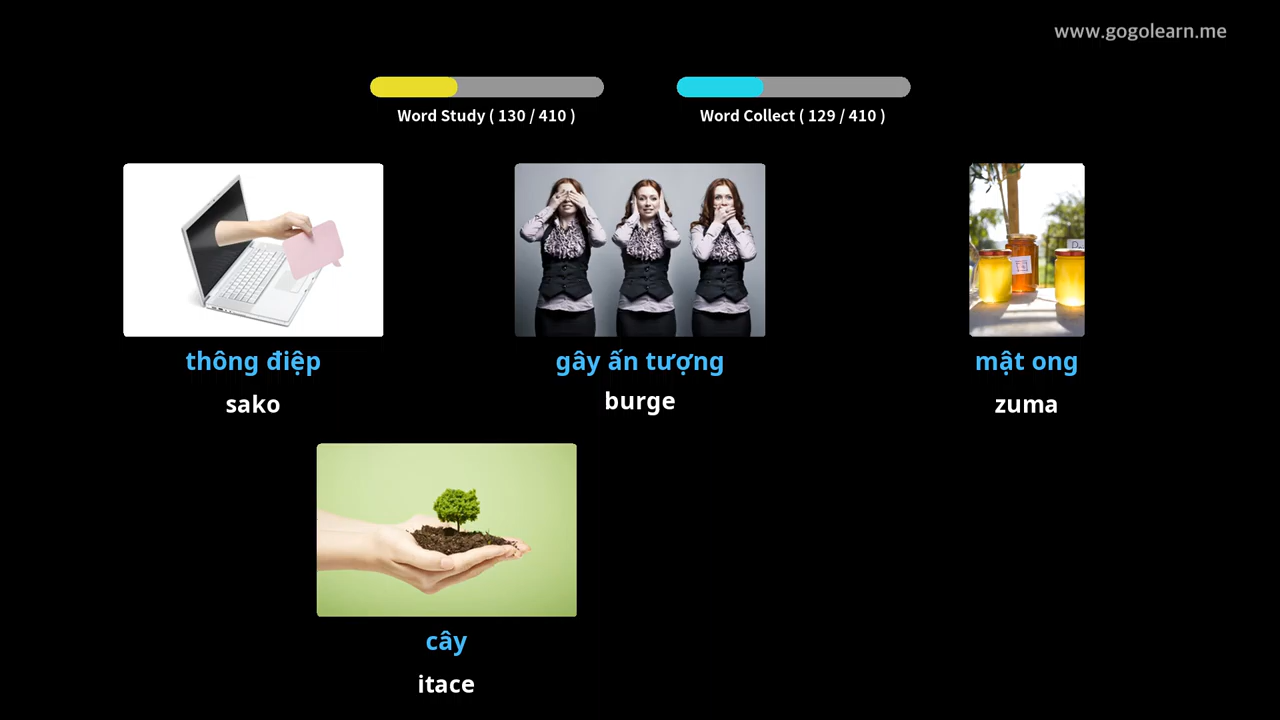 www.gogolearn.me
Word Study ( 130 / 410 )
Word Collect ( 129 / 410 )
thông điệp
sako
gây ấn tượng
burge
mật ong
zuma
cây
itace